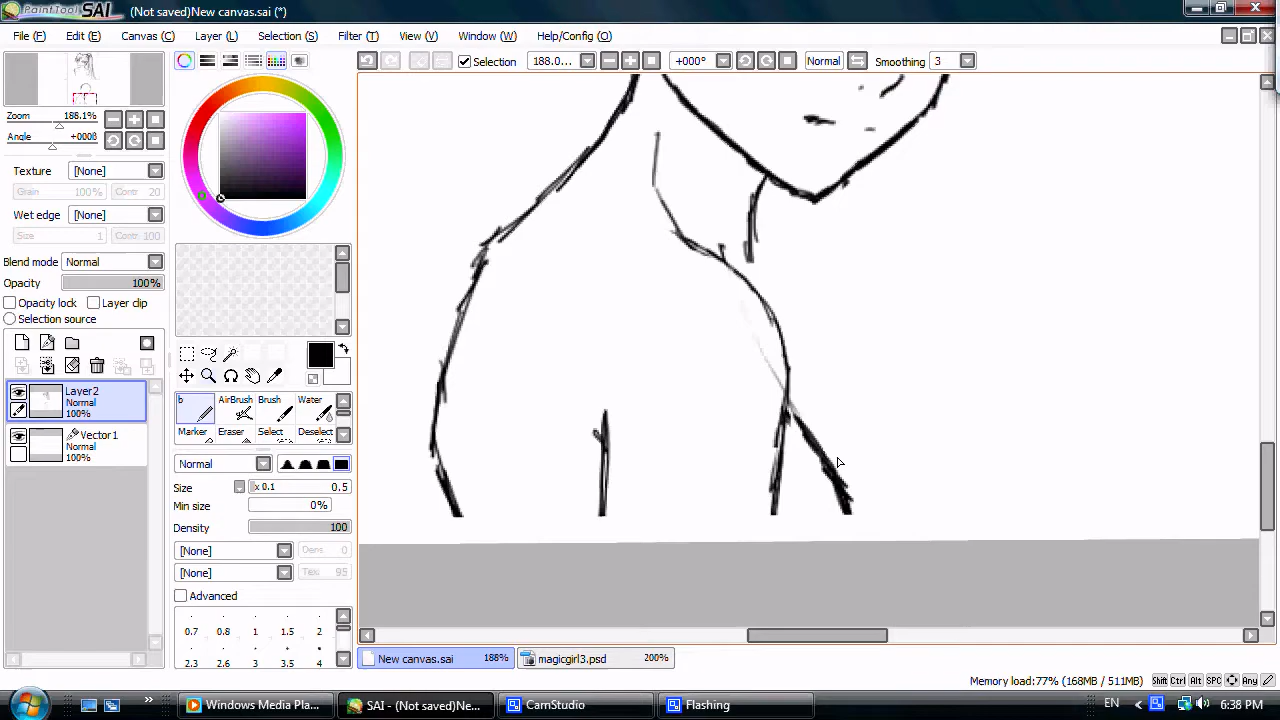 PaintTool SAI (Not saved)New canvas.sai (*)
File (F) Edit (E) Canvas (C) Layer (L) Selection (S) Filter (T) View (V) Window (W) Help/Config (O)
Selection 188.0... +000° Normal Smoothing 3
Zoom 188.1%
Angle +000θ
Texture [None]
Grain 100% Contr 20
Wet edge [None]
Size 1 Contr 100
Blend mode Normal
Opacity 100%
Opacity lock Layer clip
Selection source
Layer2
Normal
100%
Vector1
Normal
100%
b AirBrush Brush Water
Marker Eraser Select Deselect
Normal
Size x 0.1 0.5
Min size 0%
Density 100
[None] Dens 0
[None] 95
Advanced
0.7 0.8 1 1.5 2
2.3 2.6 3 3.5 4
New canvas.sai 188% magicgirl3.psd 200%
Memory load:77% (168MB / 511MB) Shift Ctrl Alt SPC Any
Windows Media Pla... SAI - (Not saved)Ne... CamStudio Flashing EN 6:38 PM